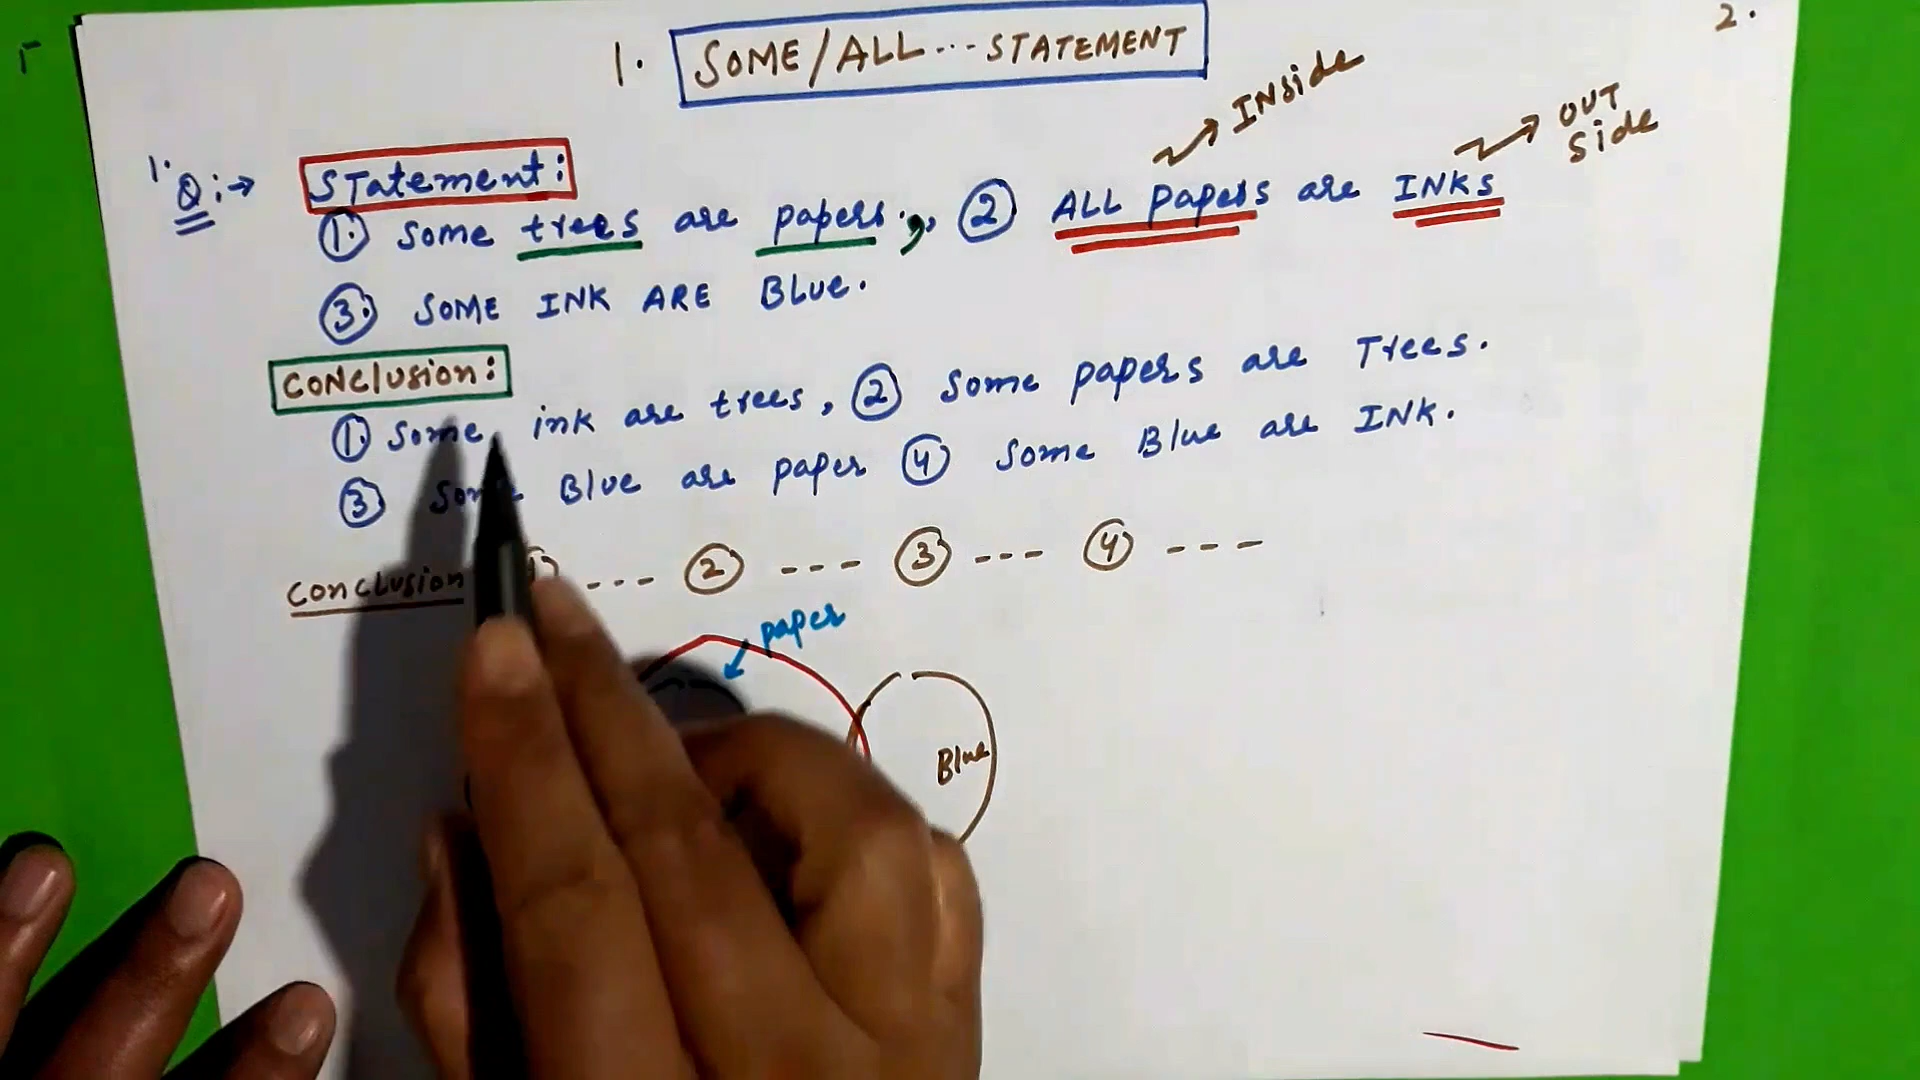 1. SOME/ALL...STATEMENT
2.
INside
OUT
side
1.
Q:→ STatement:
① Some trees are papers., ② ALL papers are INKS
③ SOME INK ARE BLue.
CONclusion:
① Some ink are trees, ② Some papers are Trees.
③ Some Blue are paper ④ Some Blue are INK.
Conclusion ① --- ② --- ③ --- ④ ---
paper
Blue